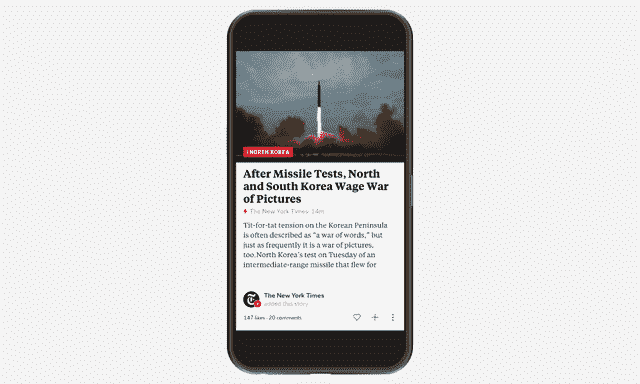 NORTH KOREA
After Missile Tests, North
and South Korea Wage War
of Pictures
The New York Times · 14m
Tit-for-tat tension on the Korean Peninsula
is often described as "a war of words," but
just as frequently it is a war of pictures,
too. North Korea's test on Tuesday of an
intermediate-range missile that flew for
The New York Times
added this story
147 likes · 20 comments